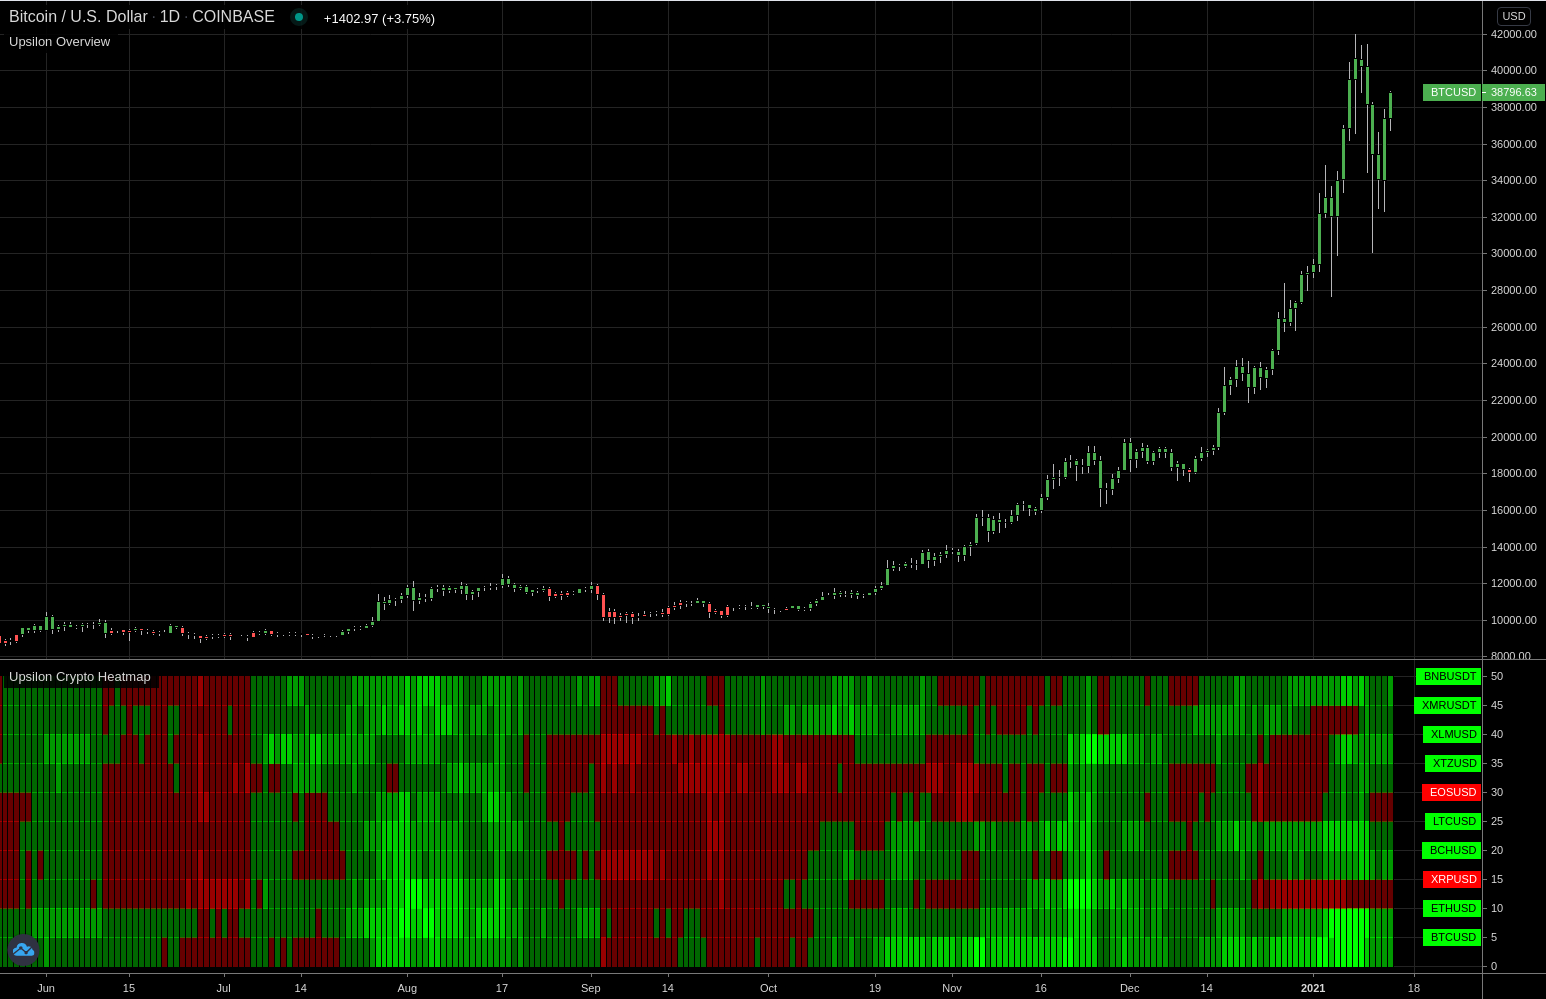 Bitcoin / U.S. Dollar · 1D · COINBASE +1402.97 (+3.75%)
Upsilon Overview
USD
42000.00
40000.00
BTCUSD 38796.63
38000.00
36000.00
34000.00
32000.00
30000.00
28000.00
26000.00
24000.00
22000.00
20000.00
18000.00
16000.00
14000.00
12000.00
10000.00
8000.00
Upsilon Crypto Heatmap
BNBUSDT 50
XMRUSDT 45
XLMUSD 40
XTZUSD 35
EOSUSD 30
LTCUSD 25
BCHUSD 20
XRPUSD 15
ETHUSD 10
BTCUSD 5
0
Jun 15 Jul 14 Aug 17 Sep 14 Oct 19 Nov 16 Dec 14 2021 18